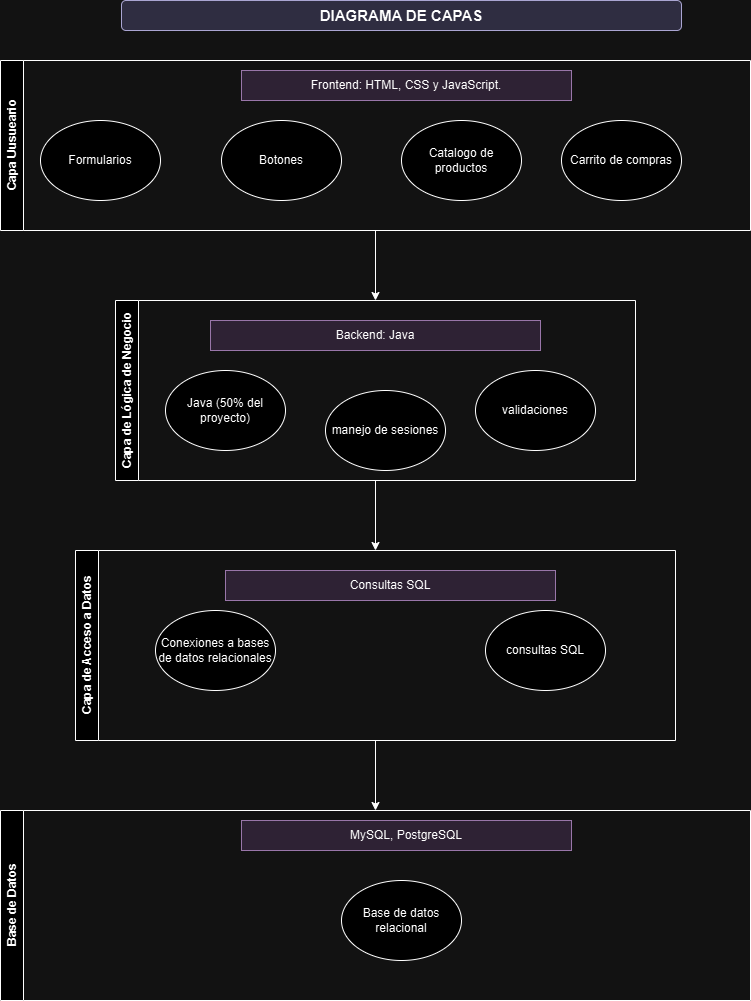 DIAGRAMA DE CAPAS
Capa Uusueario
Frontend: HTML, CSS y JavaScript.
Formularios
Botones
Catalogo de
productos
Carrito de compras
Capa de Lógica de Negocio
Backend: Java
Java (50% del
proyecto)
manejo de sesiones
validaciones
Capa de Acceso a Datos
Consultas SQL
Conexiones a bases
de datos relacionales
consultas SQL
Base de Datos
MySQL, PostgreSQL
Base de datos
relacional